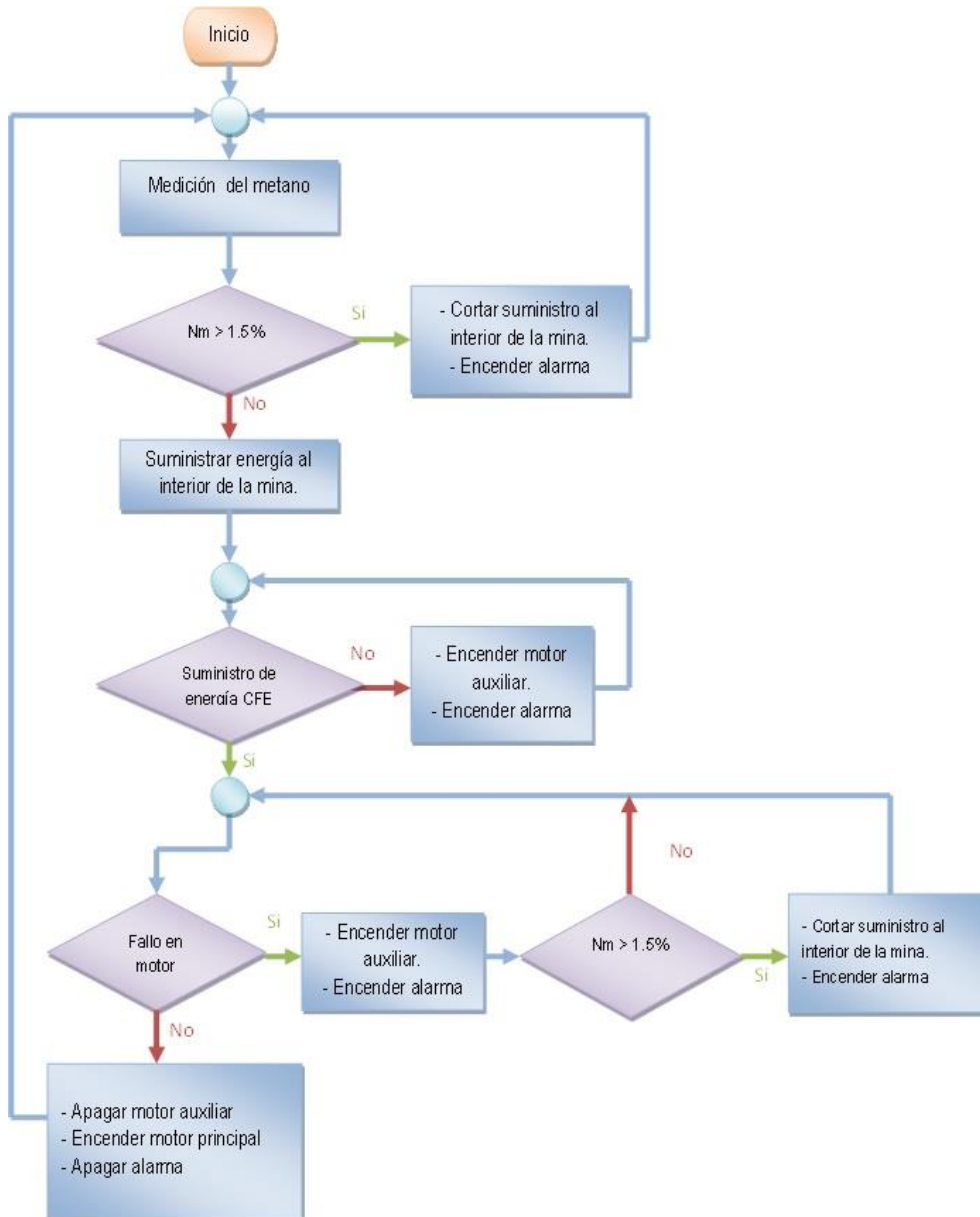 Inicio
Medición del metano
Nm > 1.5%
Si
- Cortar suministro al
interior de la mina.
- Encender alarma
No
Suministrar energía al
interior de la mina.
Suministro de
energía CFE
No
- Encender motor
auxiliar.
- Encender alarma
Si
Fallo en
motor
Si
- Encender motor
auxiliar.
- Encender alarma
Nm > 1.5%
No
Si
- Cortar suministro al
interior de la mina.
- Encender alarma
No
- Apagar motor auxiliar
- Encender motor principal
- Apagar alarma